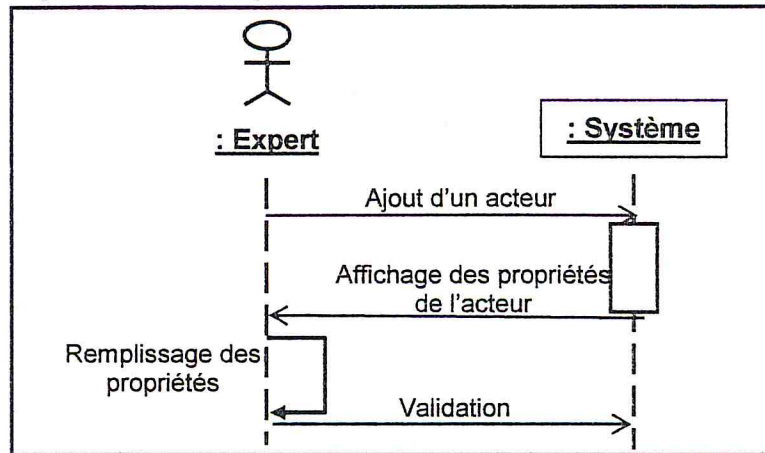 : Expert
: Système
Ajout d'un acteur
Affichage des propriétés
de l'acteur
Remplissage des
propriétés
Validation